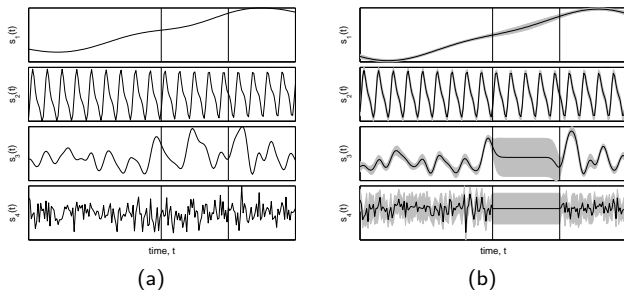 s₁(t)
s₂(t)
s₃(t)
s₄(t)
time, t
(a)
s₁(t)
s₂(t)
s₃(t)
s₄(t)
time, t
(b)